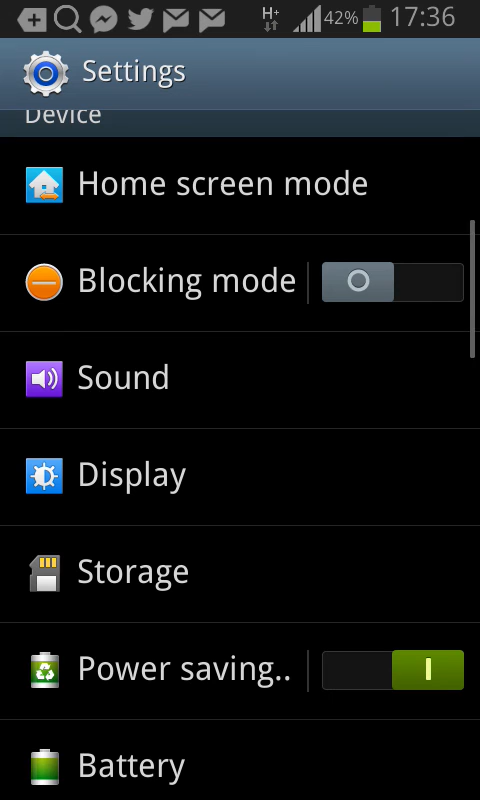 H+ 42% 17:36
Settings
Device
Home screen mode
Blocking mode
Sound
Display
Storage
Power saving..
Battery